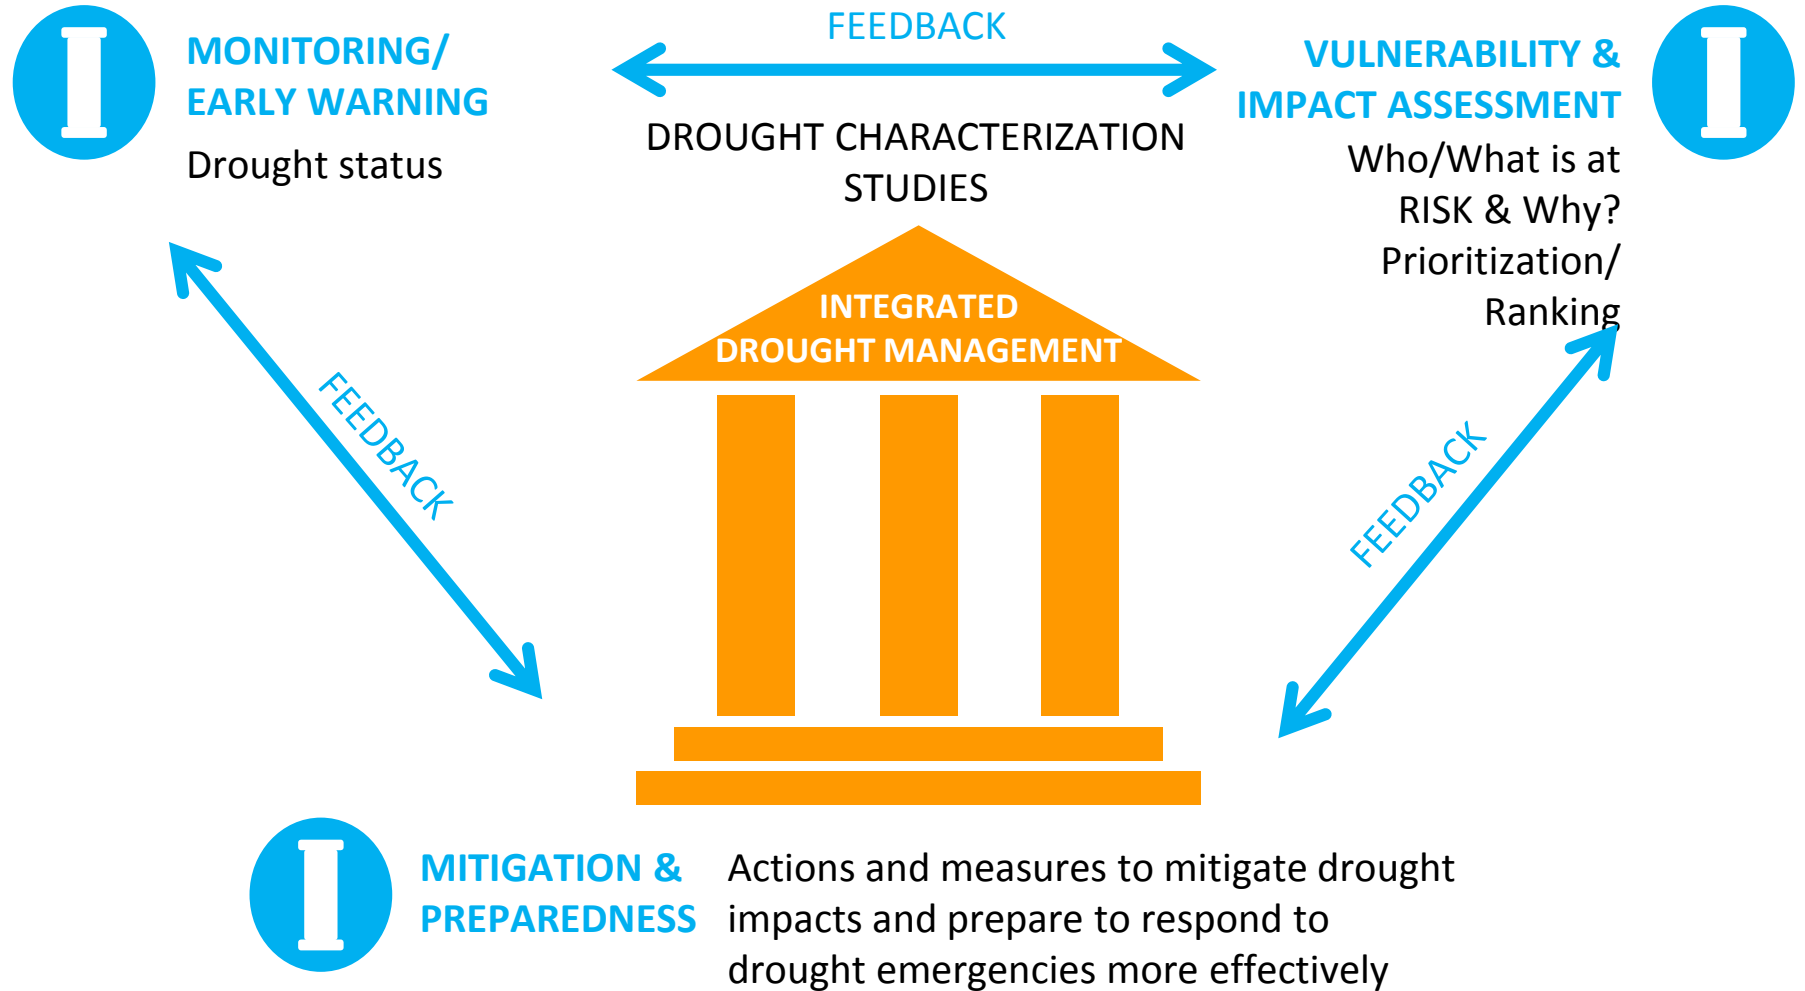 FEEDBACK
MONITORING/
EARLY WARNING
Drought status
DROUGHT CHARACTERIZATION
STUDIES
VULNERABILITY &
IMPACT ASSESSMENT
Who/What is at
RISK & Why?
Prioritization/
Ranking
INTEGRATED
DROUGHT MANAGEMENT
FEEDBACK
FEEDBACK
MITIGATION &
PREPAREDNESS
Actions and measures to mitigate drought
impacts and prepare to respond to
drought emergencies more effectively